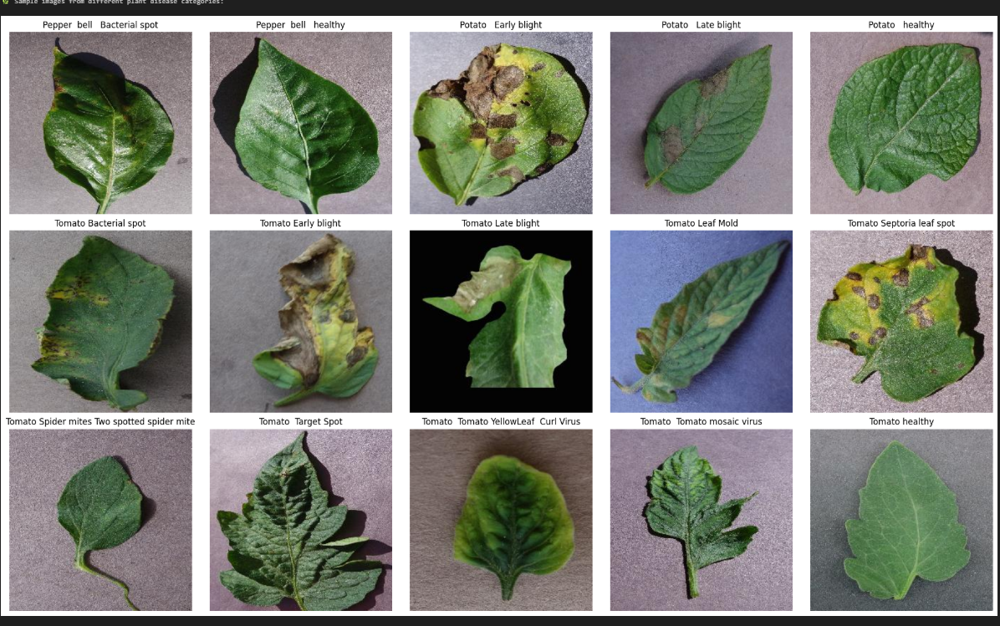 Sample images from different plant disease categories:
Pepper bell Bacterial spot
Pepper bell healthy
Potato Early blight
Potato Late blight
Potato healthy
Tomato Bacterial spot
Tomato Early blight
Tomato Late blight
Tomato Leaf Mold
Tomato Septoria leaf spot
Tomato Spider mites Two spotted spider mite
Tomato Target Spot
Tomato Tomato YellowLeaf Curl Virus
Tomato Tomato mosaic virus
Tomato healthy